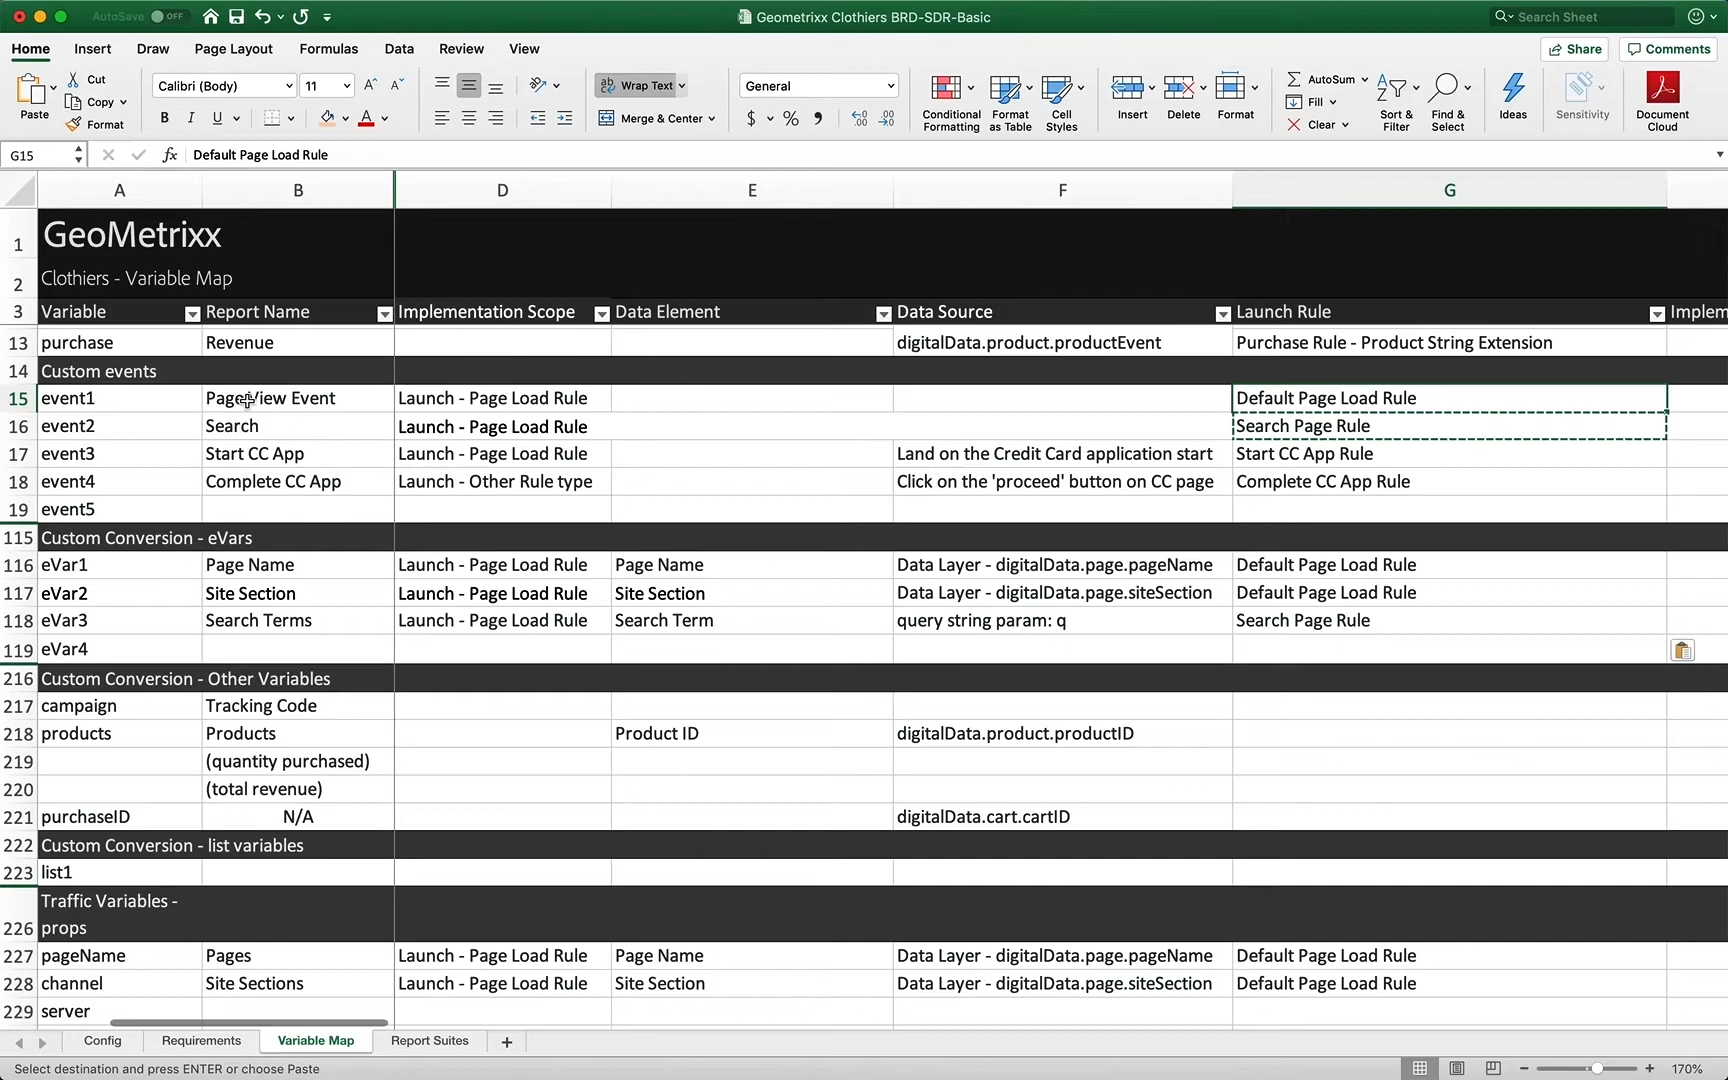 AutoSave OFF Geometrixx Clothiers BRD-SDR-Basic Search Sheet
Home Insert Draw Page Layout Formulas Data Review View Share Comments
Paste Cut Copy Format
Calibri (Body) 11 B I U A
Wrap Text Merge & Center
General $ %
Conditional Formatting Format as Table Cell Styles
Insert Delete Format
AutoSum Fill Clear Sort & Filter Find & Select
Ideas Sensitivity Document Cloud
G15 fx Default Page Load Rule
A B D E F G
1 GeoMetrixx
2 Clothiers - Variable Map
3 Variable Report Name Implementation Scope Data Element Data Source Launch Rule Implem
13 purchase Revenue digitalData.product.productEvent Purchase Rule - Product String Extension
14 Custom events
15 event1 Page View Event Launch - Page Load Rule Default Page Load Rule
16 event2 Search Launch - Page Load Rule Search Page Rule
17 event3 Start CC App Launch - Page Load Rule Land on the Credit Card application start Start CC App Rule
18 event4 Complete CC App Launch - Other Rule type Click on the 'proceed' button on CC page Complete CC App Rule
19 event5
115 Custom Conversion - eVars
116 eVar1 Page Name Launch - Page Load Rule Page Name Data Layer - digitalData.page.pageName Default Page Load Rule
117 eVar2 Site Section Launch - Page Load Rule Site Section Data Layer - digitalData.page.siteSection Default Page Load Rule
118 eVar3 Search Terms Launch - Page Load Rule Search Term query string param: q Search Page Rule
119 eVar4
216 Custom Conversion - Other Variables
217 campaign Tracking Code
218 products Products Product ID digitalData.product.productID
219 (quantity purchased)
220 (total revenue)
221 purchaseID N/A digitalData.cart.cartID
222 Custom Conversion - list variables
223 list1
Traffic Variables -
226 props
227 pageName Pages Launch - Page Load Rule Page Name Data Layer - digitalData.page.pageName Default Page Load Rule
228 channel Site Sections Launch - Page Load Rule Site Section Data Layer - digitalData.page.siteSection Default Page Load Rule
229 server
Config Requirements Variable Map Report Suites +
Select destination and press ENTER or choose Paste 170%